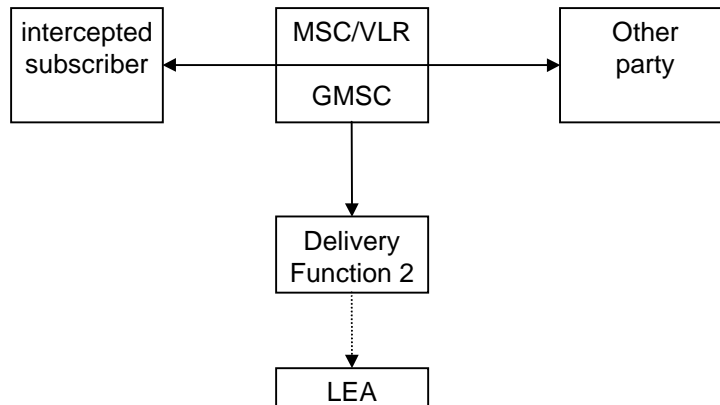 intercepted
subscriber
MSC/VLR
GMSC
Other
party
Delivery
Function 2
LEA